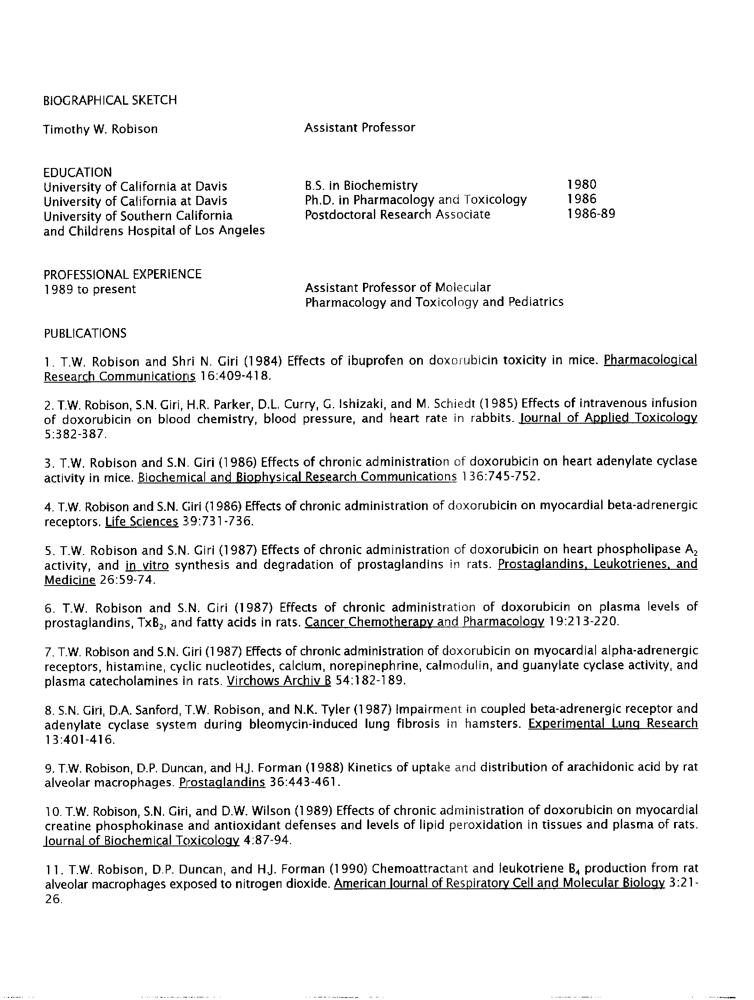 BIOGRAPHICAL SKETCH
Timothy W. Robison Assistant Professor
EDUCATION
University of California at Davis B.S. in Biochemistry 1980
University of California at Davis Ph.D. in Pharmacology and Toxicology 1986
University of Southern California Postdoctoral Research Associate 1986-89
and Childrens Hospital of Los Angeles
PROFESSIONAL EXPERIENCE
1989 to present Assistant Professor of Molecular
Pharmacology and Toxicology and Pediatrics
PUBLICATIONS
1. T.W. Robison and Shri N. Giri (1984) Effects of ibuprofen on doxorubicin toxicity in mice. Pharmacological
Research Communications 16:409-418.
2. T.W. Robison, S.N. Giri, H.R. Parker, D.L. Curry, G. Ishizaki, and M. Schiedt (1985) Effects of intravenous infusion
of doxorubicin on blood chemistry, blood pressure, and heart rate in rabbits. Journal of Applied Toxicology
5:382-387.
3. T.W. Robison and S.N. Giri (1986) Effects of chronic administration of doxorubicin on heart adenylate cyclase
activity in mice. Biochemical and Biophysical Research Communications 136:745-752.
4. T.W. Robison and S.N. Giri (1986) Effects of chronic administration of doxorubicin on myocardial beta-adrenergic
receptors. Life Sciences 39:731-736.
5. T.W. Robison and S.N. Giri (1987) Effects of chronic administration of doxorubicin on heart phospholipase A₂
activity, and in vitro synthesis and degradation of prostaglandins in rats. Prostaglandins, Leukotrienes, and
Medicine 26:59-74.
6. T.W. Robison and S.N. Giri (1987) Effects of chronic administration of doxorubicin on plasma levels of
prostaglandins, TxB₂, and fatty acids in rats. Cancer Chemotherapy and Pharmacology 19:213-220.
7. T.W. Robison and S.N. Giri (1987) Effects of chronic administration of doxorubicin on myocardial alpha-adrenergic
receptors, histamine, cyclic nucleotides, calcium, norepinephrine, calmodulin, and guanylate cyclase activity, and
plasma catecholamines in rats. Virchows Archiv B 54:182-189.
8. S.N. Giri, D.A. Sanford, T.W. Robison, and N.K. Tyler (1987) Impairment in coupled beta-adrenergic receptor and
adenylate cyclase system during bleomycin-induced lung fibrosis in hamsters. Experimental Lung Research
13:401-416.
9. T.W. Robison, D.P. Duncan, and H.J. Forman (1988) Kinetics of uptake and distribution of arachidonic acid by rat
alveolar macrophages. Prostaglandins 36:443-461.
10. T.W. Robison, S.N. Giri, and D.W. Wilson (1989) Effects of chronic administration of doxorubicin on myocardial
creatine phosphokinase and antioxidant defenses and levels of lipid peroxidation in tissues and plasma of rats.
Journal of Biochemical Toxicology 4:87-94.
11. T.W. Robison, D.P. Duncan, and H.J. Forman (1990) Chemoattractant and leukotriene B₄ production from rat
alveolar macrophages exposed to nitrogen dioxide. American Journal of Respiratory Cell and Molecular Biology 3:21-
26.